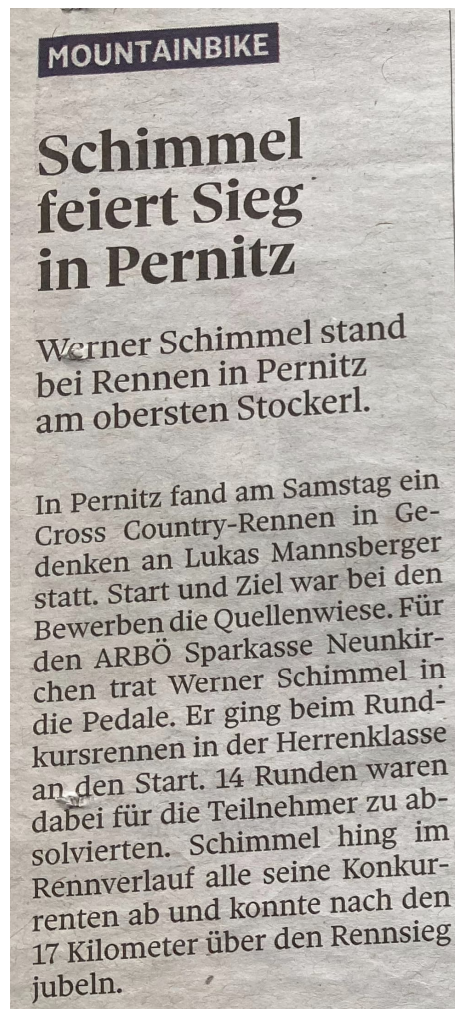 MOUNTAINBIKE
Schimmel
feiert Sieg
in Pernitz
Werner Schimmel stand
bei Rennen in Pernitz
am obersten Stockerl.
In Pernitz fand am Samstag ein
Cross Country-Rennen in Ge-
denken an Lukas Mannsberger
statt. Start und Ziel war bei den
Bewerben die Quellenwiese. Für
den ARBÖ Sparkasse Neunkir-
chen trat Werner Schimmel in
die Pedale. Er ging beim Rund-
kursrennen in der Herrenklasse
an den Start. 14 Runden waren
dabei für die Teilnehmer zu ab-
solvierten. Schimmel hing im
Rennverlauf alle seine Konkur-
renten ab und konnte nach den
17 Kilometer über den Rennsieg
jubeln.